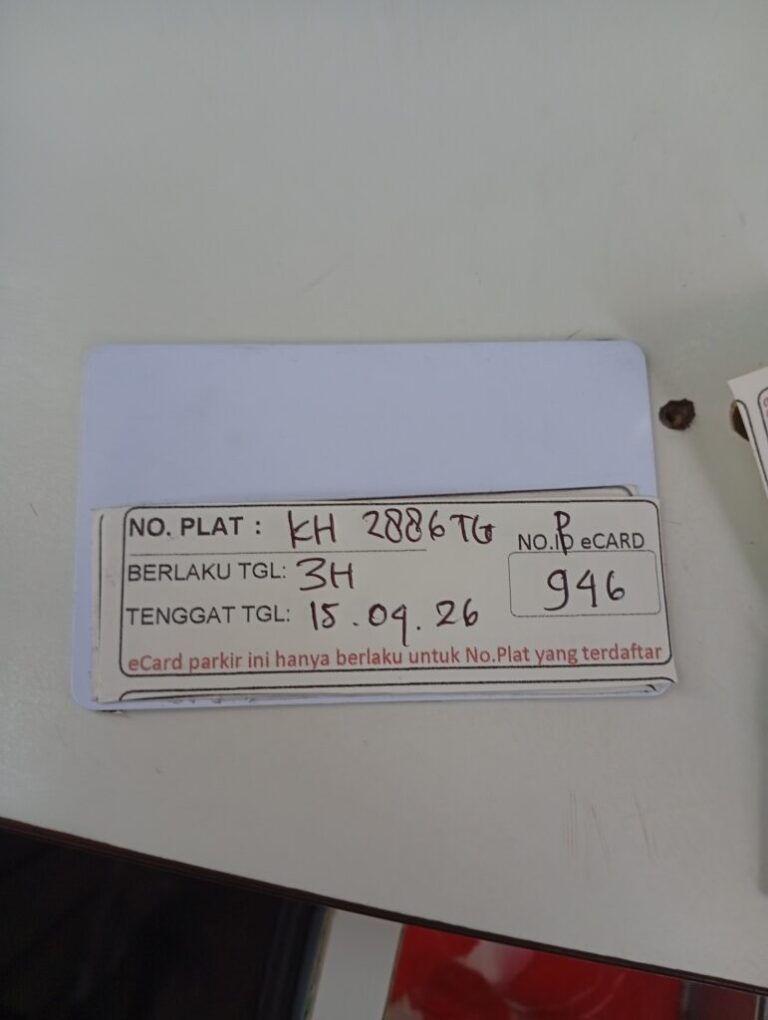 NO. PLAT : KH 2886 TG
NO.ID eCARD
BERLAKU TGL: 3H
946
TENGGAT TGL: 15.09.26
eCard parkir ini hanya berlaku untuk No.Plat yang terdaftar